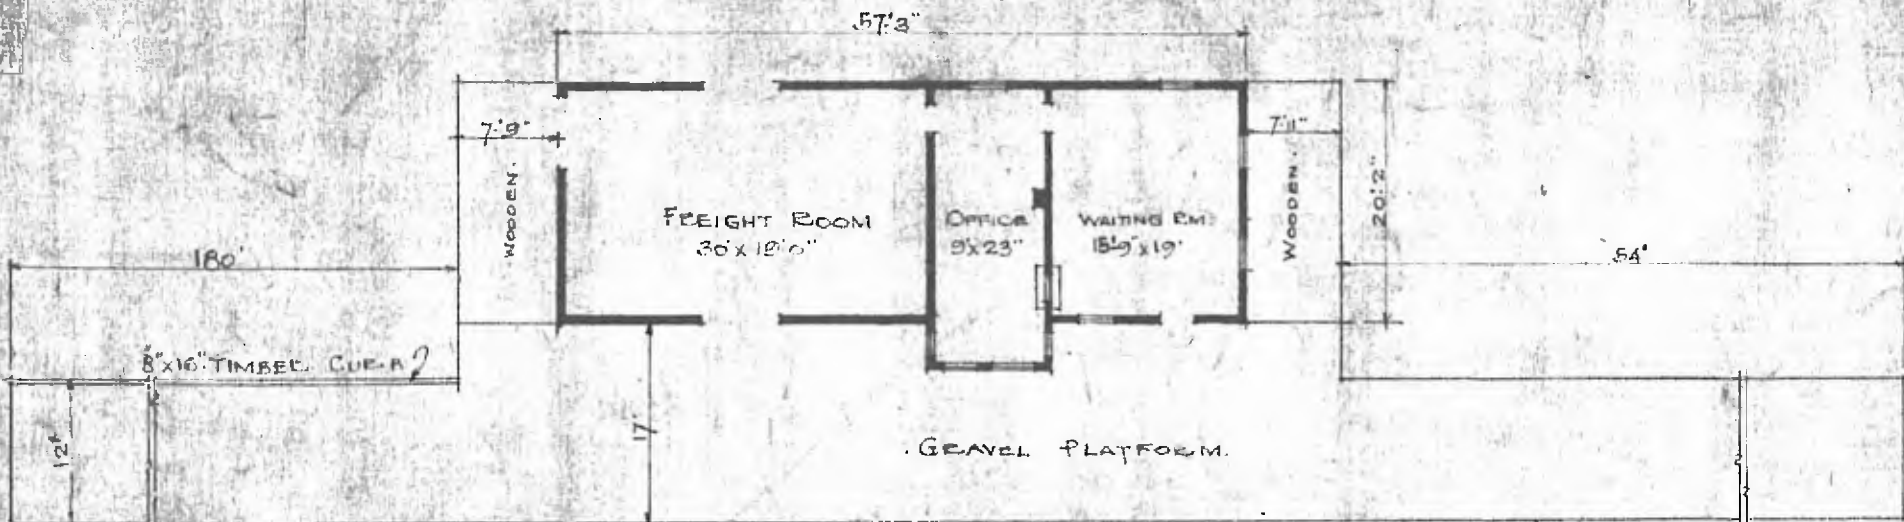 57'3"
7'9"
7'11"
WOODEN.
FREIGHT ROOM
30' x 19'0"
OFFICE
9'x23"
WAITING RM.
15'9"x19'
WOODEN.
20'2"
180'
54'
8"x16" TIMBER CURB
12'
17'
.GRAVEL PLATFORM.